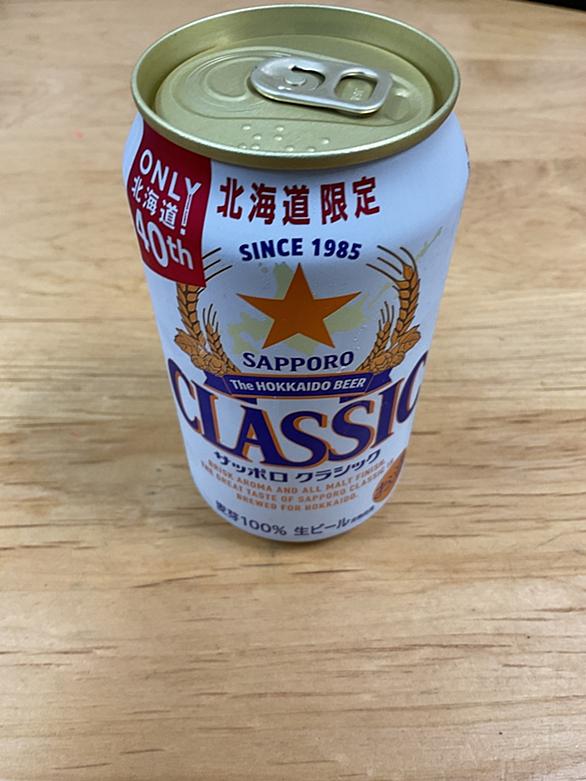 ONLY
北海道!
40th
北海道 限定
SINCE 1985
SAPPORO
The HOKKAIDO BEER
CLASSIC
サッポロ クラシック
BRISK AROMA AND ALL MALT FINISH.
THE GREAT TASTE OF SAPPORO CLASSIC IS
BREWED FOR HOKKAIDO.
麦芽100% 生ビール